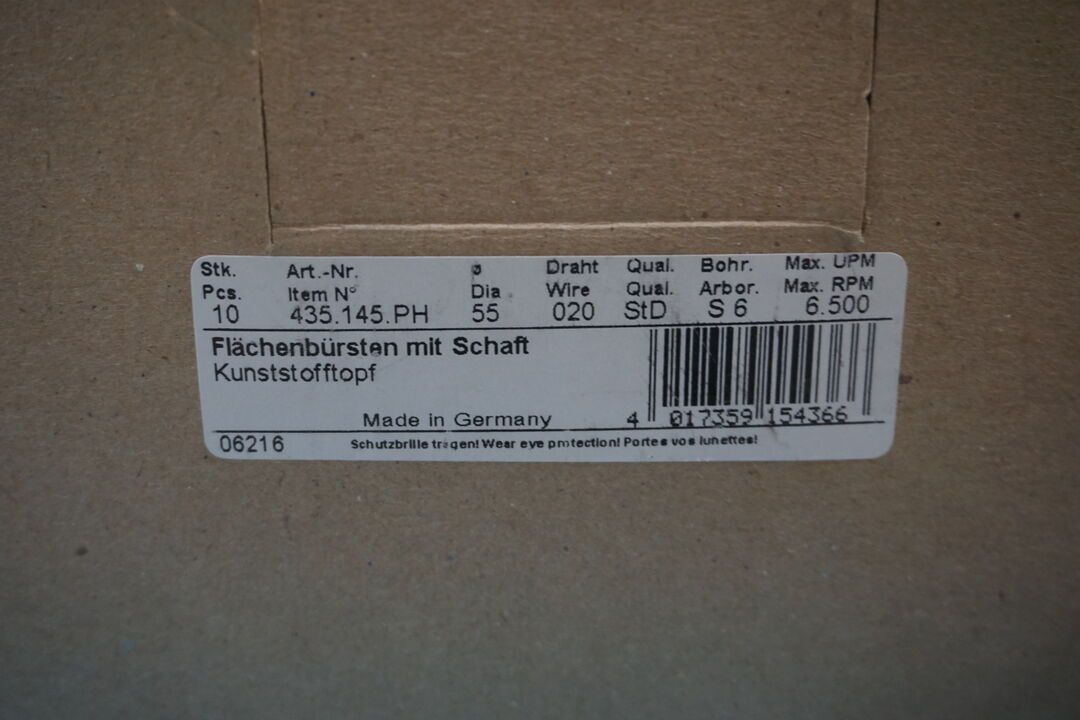 Stk. Art.-Nr. ø Draht Qual. Bohr. Max. UPM
Pcs. Item N° Dia. Wire Qual. Arbor. Max. RPM
10 435.145.PH 55 020 StD S 6 6.500
Flächenbürsten mit Schaft
Kunststofftopf
Made in Germany
4 017359 154366
06216 Schutzbrille tragen! Wear eye protection! Portes vos lunettes!